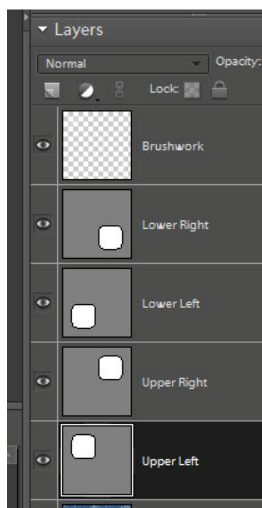 Layers
Normal Opacity:
Lock:
Brushwork
Lower Right
Lower Left
Upper Right
Upper Left